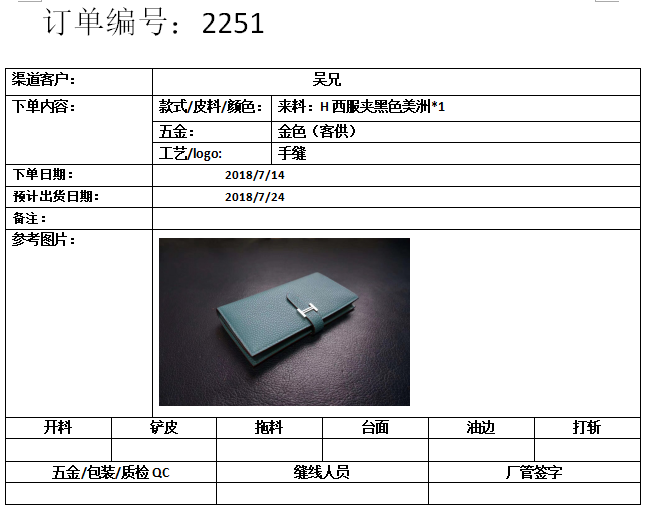 订单编号：2251
渠道客户： 吴兄
下单内容： 款式/皮料/颜色： 来料：H 西服夹黑色美洲*1
五金： 金色（客供）
工艺/logo: 手缝
下单日期： 2018/7/14
预计出货日期： 2018/7/24
备注：
参考图片：
开料 铲皮 拖料 台面 油边 打斩
五金/包装/质检 QC 缝线人员 厂管签字